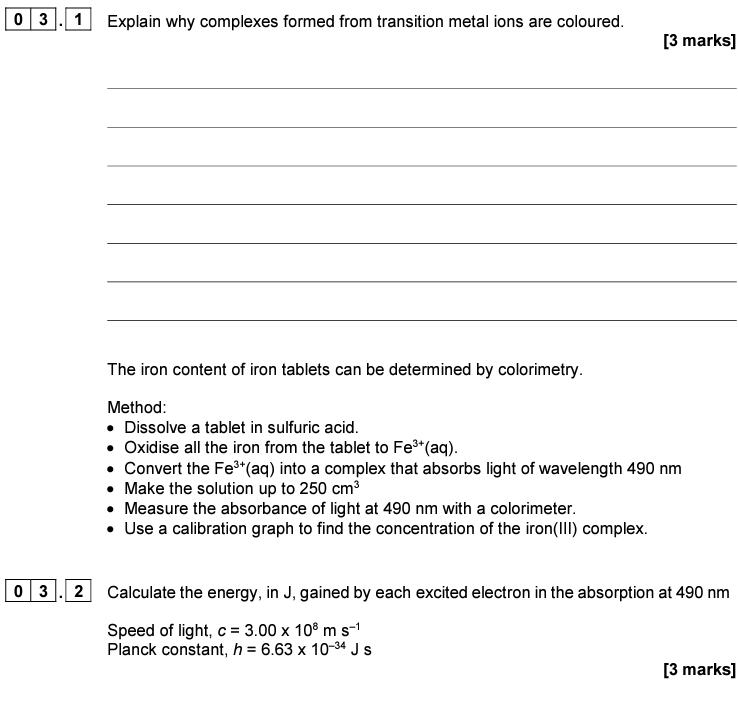 03.1 Explain why complexes formed from transition metal ions are coloured.
[3 marks]
The iron content of iron tablets can be determined by colorimetry.
Method:
• Dissolve a tablet in sulfuric acid.
• Oxidise all the iron from the tablet to Fe³⁺(aq).
• Convert the Fe³⁺(aq) into a complex that absorbs light of wavelength 490 nm
• Make the solution up to 250 cm³
• Measure the absorbance of light at 490 nm with a colorimeter.
• Use a calibration graph to find the concentration of the iron(III) complex.
03.2 Calculate the energy, in J, gained by each excited electron in the absorption at 490 nm
Speed of light, c = 3.00 x 10⁸ m s⁻¹
Planck constant, h = 6.63 x 10⁻³⁴ J s
[3 marks]